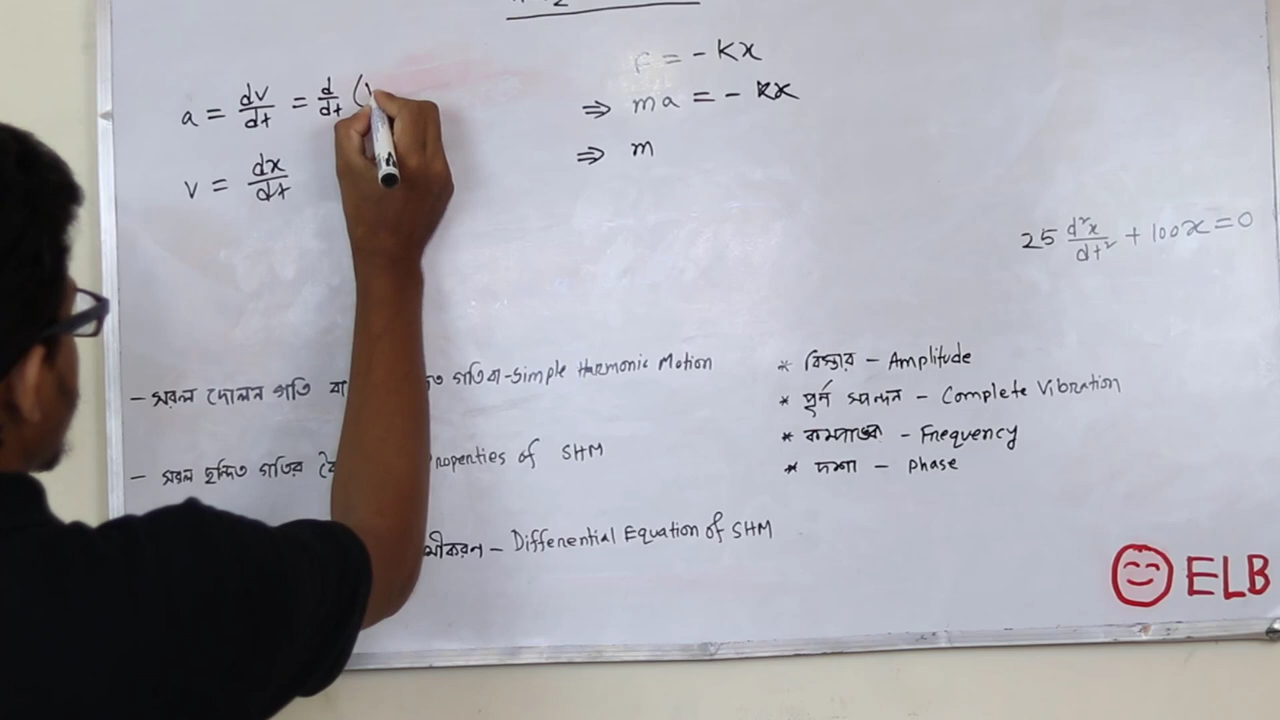 F = - Kx
a = dv/dt = d/dt (
⇒ ma = - kx
v = dx/dt
⇒ m
25 d²x/dt² + 100x = 0
- সরল দোলন গতি বা ত গতি বা - Simple Harmonic Motion
- সরল ছন্দিত গতির বৈ roperties of SHM
মীকরণ - Differential Equation of SHM
* বিস্তার - Amplitude
* পূর্ন স্পন্দন - Complete Vibration
* কম্পাঙ্ক - Frequency
* দশা - phase
ELB